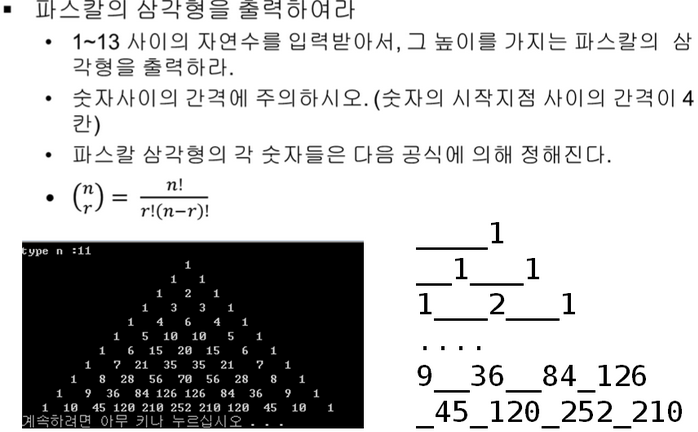 ▪ 파스칼의 삼각형을 출력하여라
• 1~13 사이의 자연수를 입력받아서, 그 높이를 가지는 파스칼의 삼
각형을 출력하라.
• 숫자사이의 간격에 주의하시오. (숫자의 시작지점 사이의 간격이 4
칸)
• 파스칼 삼각형의 각 숫자들은 다음 공식에 의해 정해진다.
• (n r) = n! / r!(n−r)!
type n :11
1
1 1
1 2 1
1 3 3 1
1 4 6 4 1
1 5 10 10 5 1
1 6 15 20 15 6 1
1 7 21 35 35 21 7 1
1 8 28 56 70 56 28 8 1
1 9 36 84 126 126 84 36 9 1
1 10 45 120 210 252 210 120 45 10 1
계속하려면 아무 키나 누르십시오 . . .
____1
__1___1
1___2___1
....
9__36__84_126
_45_120_252_210